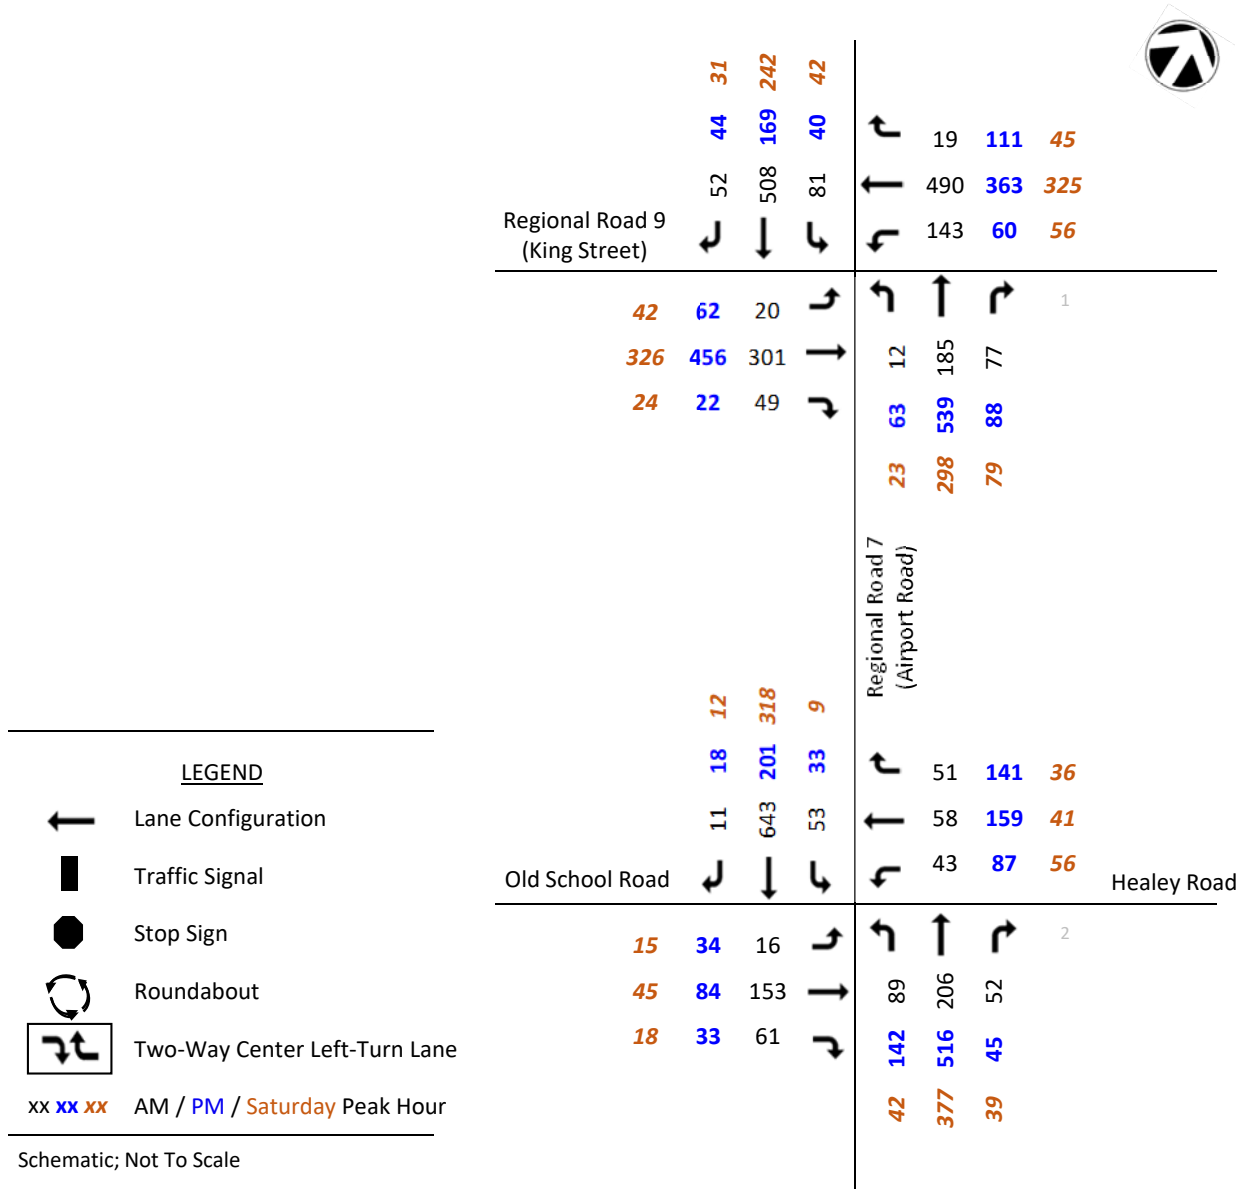 31 242 42
44 169 40
52 508 81
19 111 45
490 363 325
143 60 56
Regional Road 9
(King Street)
42 62 20
326 456 301
24 22 49
1
12 185 77
63 539 88
23 298 79
Regional Road 7
(Airport Road)
12 318 9
18 201 33
11 643 53
51 141 36
58 159 41
43 87 56
Old School Road
Healey Road
15 34 16
45 84 153
18 33 61
2
89 206 52
142 516 45
42 377 39
LEGEND
Lane Configuration
Traffic Signal
Stop Sign
Roundabout
Two-Way Center Left-Turn Lane
xx xx xx AM / PM / Saturday Peak Hour
Schematic; Not To Scale